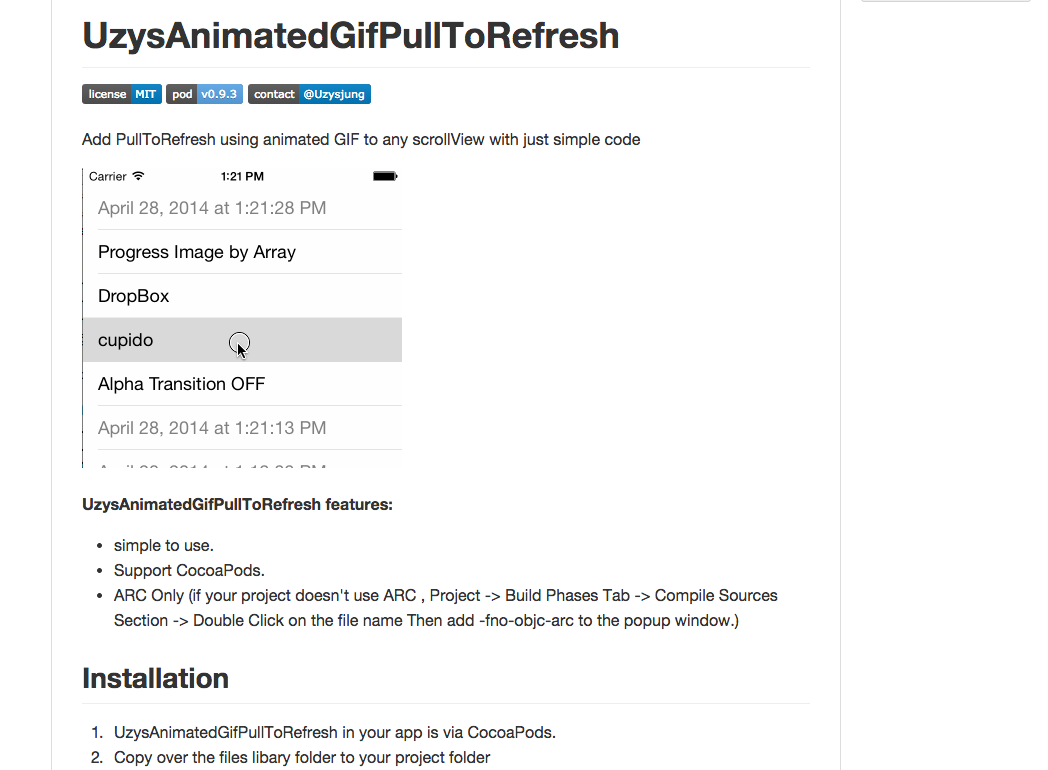 UzysAnimatedGifPullToRefresh
license MIT pod v0.9.3 contact @Uzysjung
Add PullToRefresh using animated GIF to any scrollView with just simple code
Carrier 1:21 PM
April 28, 2014 at 1:21:28 PM
Progress Image by Array
DropBox
cupido
Alpha Transition OFF
April 28, 2014 at 1:21:13 PM
UzysAnimatedGifPullToRefresh features:
• simple to use.
• Support CocoaPods.
• ARC Only (if your project doesn't use ARC , Project -> Build Phases Tab -> Compile Sources
Section -> Double Click on the file name Then add -fno-objc-arc to the popup window.)
Installation
1. UzysAnimatedGifPullToRefresh in your app is via CocoaPods.
2. Copy over the files libary folder to your project folder